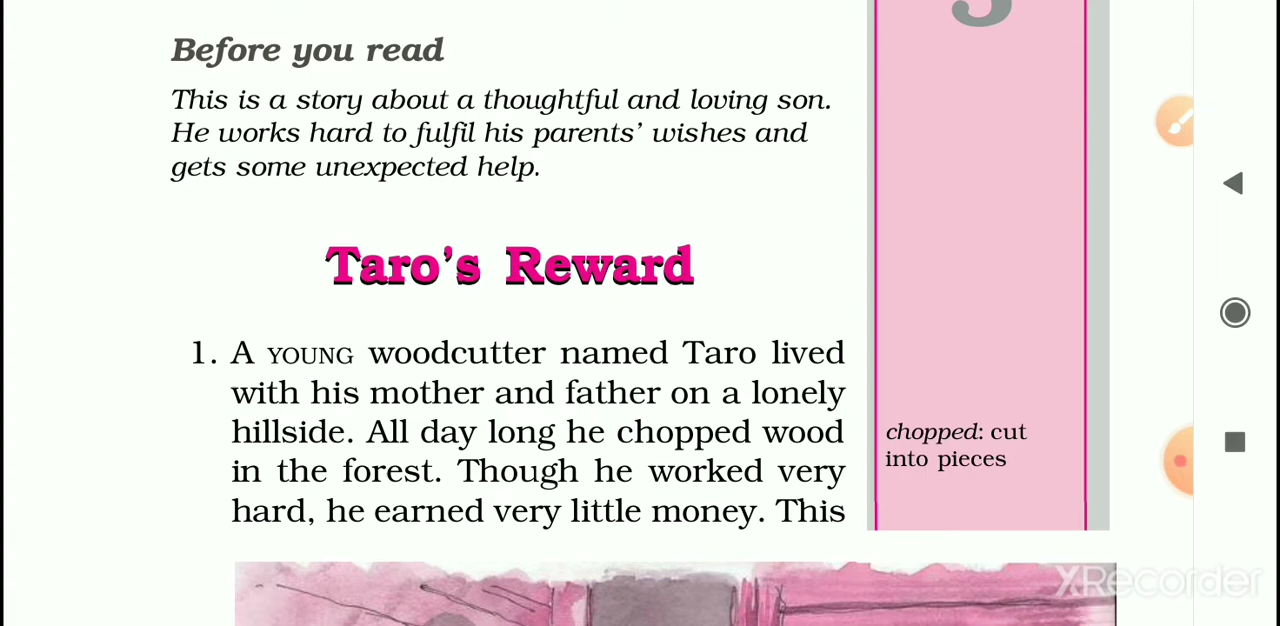 3
Before you read
This is a story about a thoughtful and loving son.
He works hard to fulfil his parents' wishes and
gets some unexpected help.
Taro's Reward
1. A YOUNG woodcutter named Taro lived
with his mother and father on a lonely
hillside. All day long he chopped wood
in the forest. Though he worked very
hard, he earned very little money. This
chopped: cut
into pieces
XRecorder